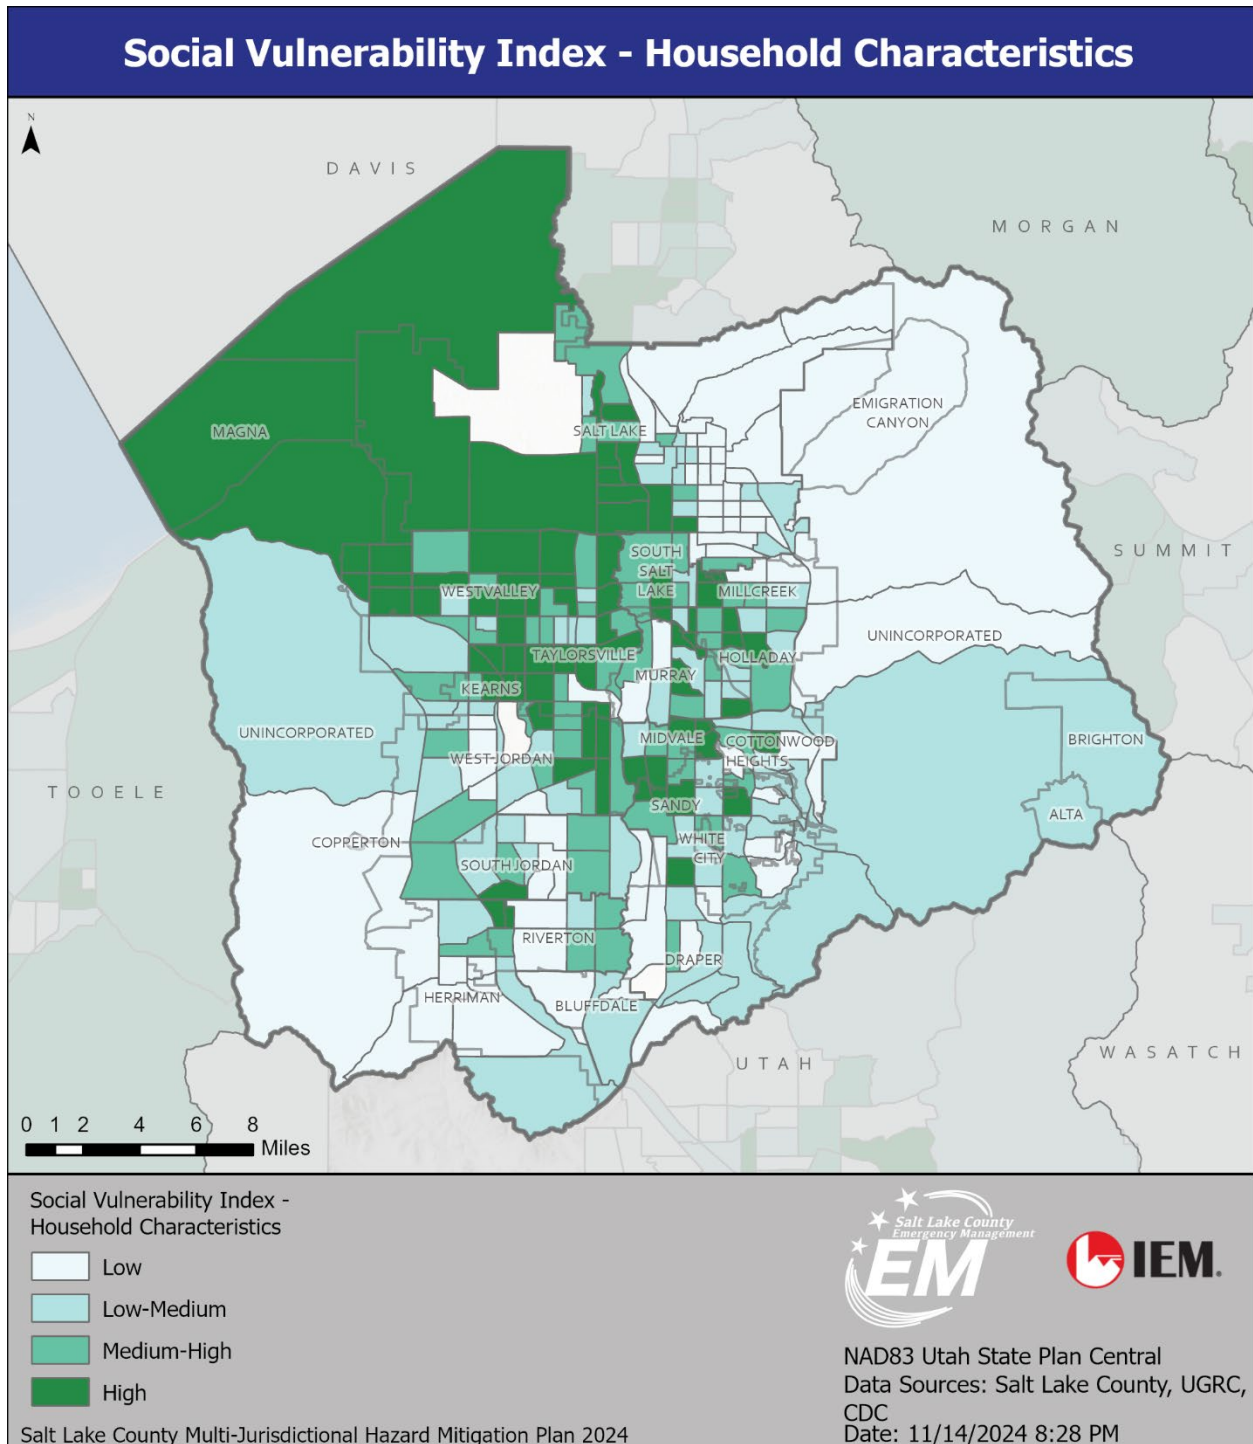 Social Vulnerability Index - Household Characteristics
N
DAVIS
MORGAN
EMIGRATION
CANYON
MAGNA
SALT LAKE
SUMMIT
SOUTH
SALT
LAKE
WEST VALLEY
MILLCREEK
UNINCORPORATED
TAYLORSVILLE
HOLLADAY
MURRAY
KEARNS
UNINCORPORATED
MIDVALE
COTTONWOOD
HEIGHTS
BRIGHTON
WEST JORDAN
TOOELE
SANDY
ALTA
COPPERTON
WHITE
CITY
SOUTH JORDAN
RIVERTON
DRAPER
HERRIMAN
BLUFFDALE
UTAH
WASATCH
0 1 2 4 6 8
Miles
Social Vulnerability Index -
Household Characteristics
Low
Low-Medium
Medium-High
High
Salt Lake County Multi-Jurisdictional Hazard Mitigation Plan 2024
Salt Lake County
Emergency Management
EM
IEM.
NAD83 Utah State Plan Central
Data Sources: Salt Lake County, UGRC,
CDC
Date: 11/14/2024 8:28 PM